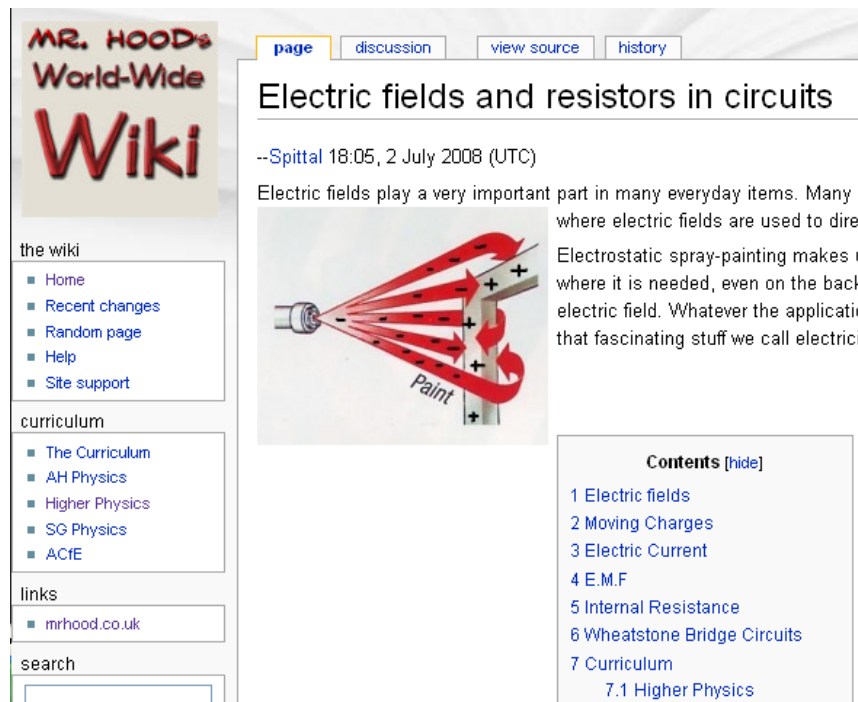 MR. HOOD's
World-Wide
Wiki
page discussion view source history
Electric fields and resistors in circuits
--Spittal 18:05, 2 July 2008 (UTC)
Electric fields play a very important part in many everyday items. Many
where electric fields are used to dire
Electrostatic spray-painting makes
where it is needed, even on the back
electric field. Whatever the applicati
that fascinating stuff we call electrici
Paint
the wiki
Home
Recent changes
Random page
Help
Site support
curriculum
The Curriculum
AH Physics
Higher Physics
SG Physics
ACfE
links
mrhood.co.uk
search
Contents [hide]
1 Electric fields
2 Moving Charges
3 Electric Current
4 E.M.F
5 Internal Resistance
6 Wheatstone Bridge Circuits
7 Curriculum
7.1 Higher Physics